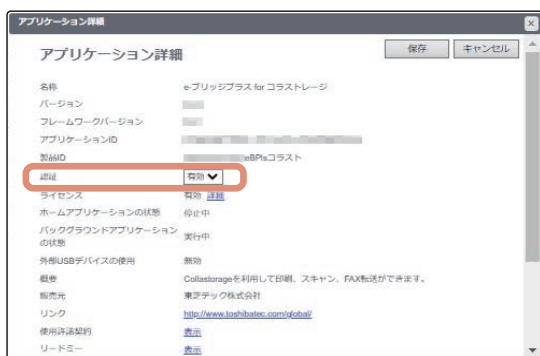 アプリケーション詳細
アプリケーション詳細
保存 キャンセル
名称 e-ブリッジプラス for コラストレージ
バージョン
フレームワークバージョン
アプリケーションID
製品ID eBPlsコラスト
認証 有効
ライセンス 有効 詳細
ホームアプリケーションの状態 停止中
バックグラウンドアプリケーション
の状態 実行中
外部USBデバイスの使用 無効
概要 Collastorageを利用して印刷、スキャン、FAX転送ができます。
販売元 東芝テック株式会社
リンク http://www.toshibatec.com/global/
使用許諾契約 表示
リードミー 表示